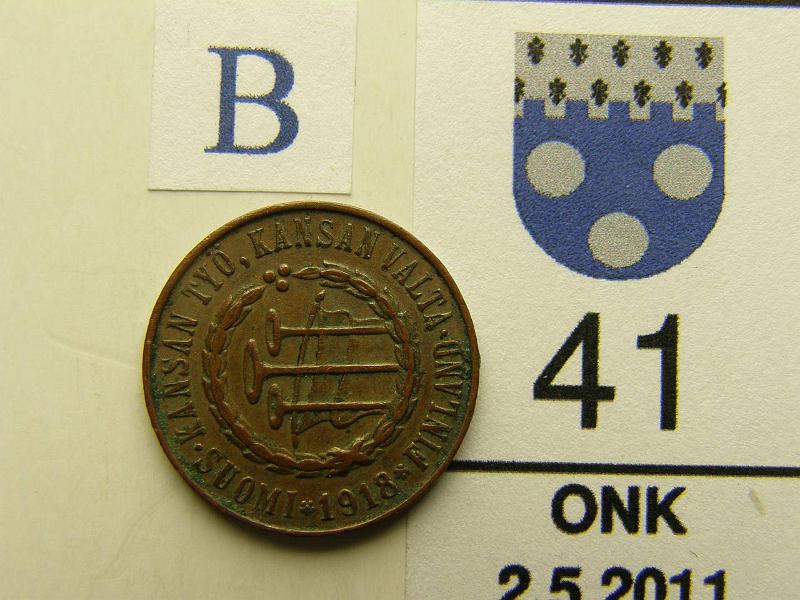 B
· KANSAN TYÖ, KANSAN VALTA ·
SUOMI * 1918 * FINLAND
41
ONK
2.5.2011